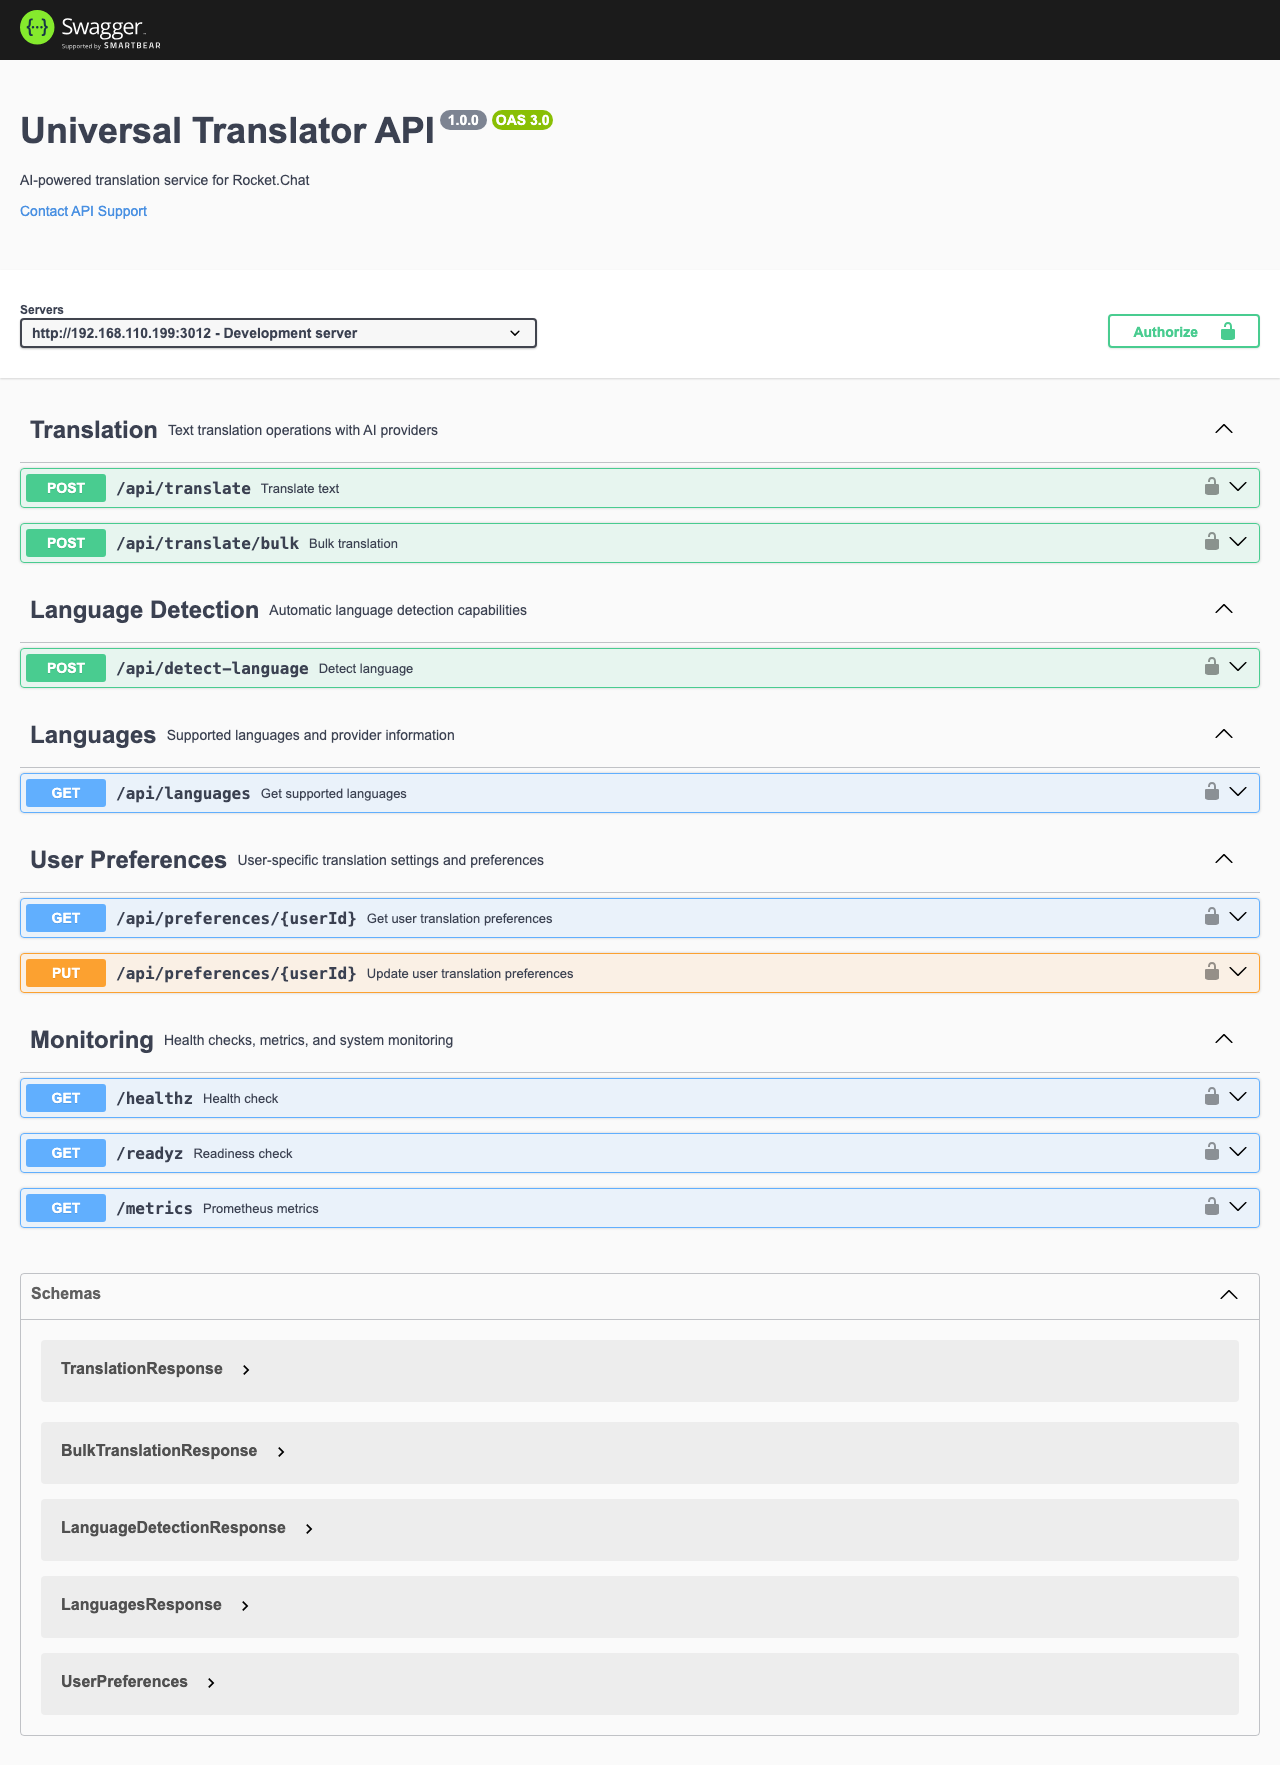 Swagger
Supported by SMARTBEAR
Universal Translator API 1.0.0 OAS 3.0
AI-powered translation service for Rocket.Chat
Contact API Support
Servers
http://192.168.110.199:3012 - Development server
Authorize
Translation Text translation operations with AI providers
POST /api/translate Translate text
POST /api/translate/bulk Bulk translation
Language Detection Automatic language detection capabilities
POST /api/detect-language Detect language
Languages Supported languages and provider information
GET /api/languages Get supported languages
User Preferences User-specific translation settings and preferences
GET /api/preferences/{userId} Get user translation preferences
PUT /api/preferences/{userId} Update user translation preferences
Monitoring Health checks, metrics, and system monitoring
GET /healthz Health check
GET /readyz Readiness check
GET /metrics Prometheus metrics
Schemas
TranslationResponse
BulkTranslationResponse
LanguageDetectionResponse
LanguagesResponse
UserPreferences